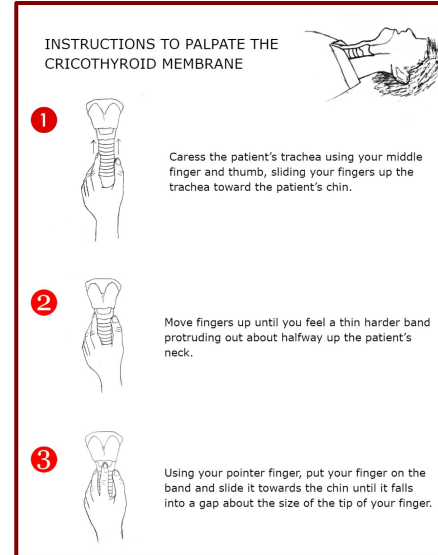 INSTRUCTIONS TO PALPATE THE
CRICOTHYROID MEMBRANE
1
Caress the patient's trachea using your middle
finger and thumb, sliding your fingers up the
trachea toward the patient's chin.
2
Move fingers up until you feel a thin harder band
protruding out about halfway up the patient's
neck.
3
Using your pointer finger, put your finger on the
band and slide it towards the chin until it falls
into a gap about the size of the tip of your finger.